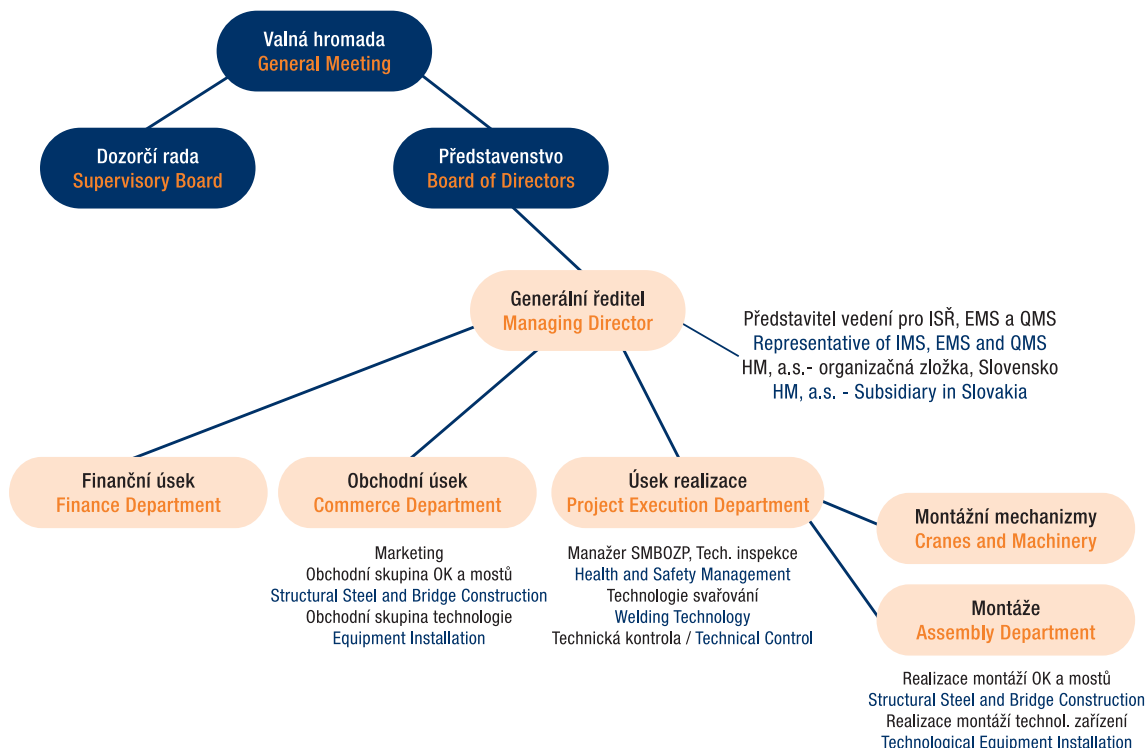 Valná hromada
General Meeting
Dozorčí rada
Supervisory Board
Představenstvo
Board of Directors
Generální ředitel
Managing Director
Představitel vedení pro ISŘ, EMS a QMS
Representative of IMS, EMS and QMS
HM, a.s.- organizačná zložka, Slovensko
HM, a.s. - Subsidiary in Slovakia
Finanční úsek
Finance Department
Obchodní úsek
Commerce Department
Marketing
Obchodní skupina OK a mostů
Structural Steel and Bridge Construction
Obchodní skupina technologie
Equipment Installation
Úsek realizace
Project Execution Department
Manažer SMBOZP, Tech. inspekce
Health and Safety Management
Technologie svařování
Welding Technology
Technická kontrola / Technical Control
Montážní mechanizmy
Cranes and Machinery
Montáže
Assembly Department
Realizace montáží OK a mostů
Structural Steel and Bridge Construction
Realizace montáží technol. zařízení
Technological Equipment Installation